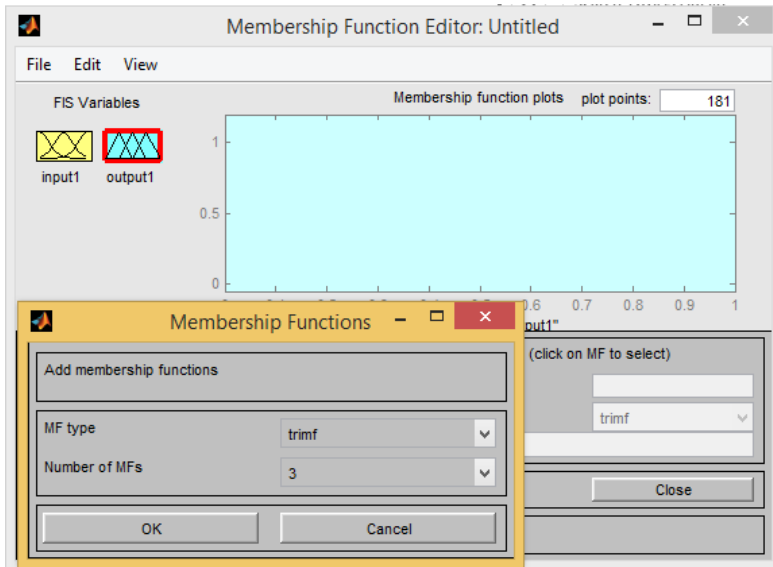 Membership Function Editor: Untitled
File Edit View
FIS Variables
Membership function plots plot points: 181
input1 output1
1
0.5
0
0.6 0.7 0.8 0.9 1
put1"
Membership Functions
Add membership functions
MF type trimf
Number of MFs 3
OK Cancel
(click on MF to select)
trimf
Close